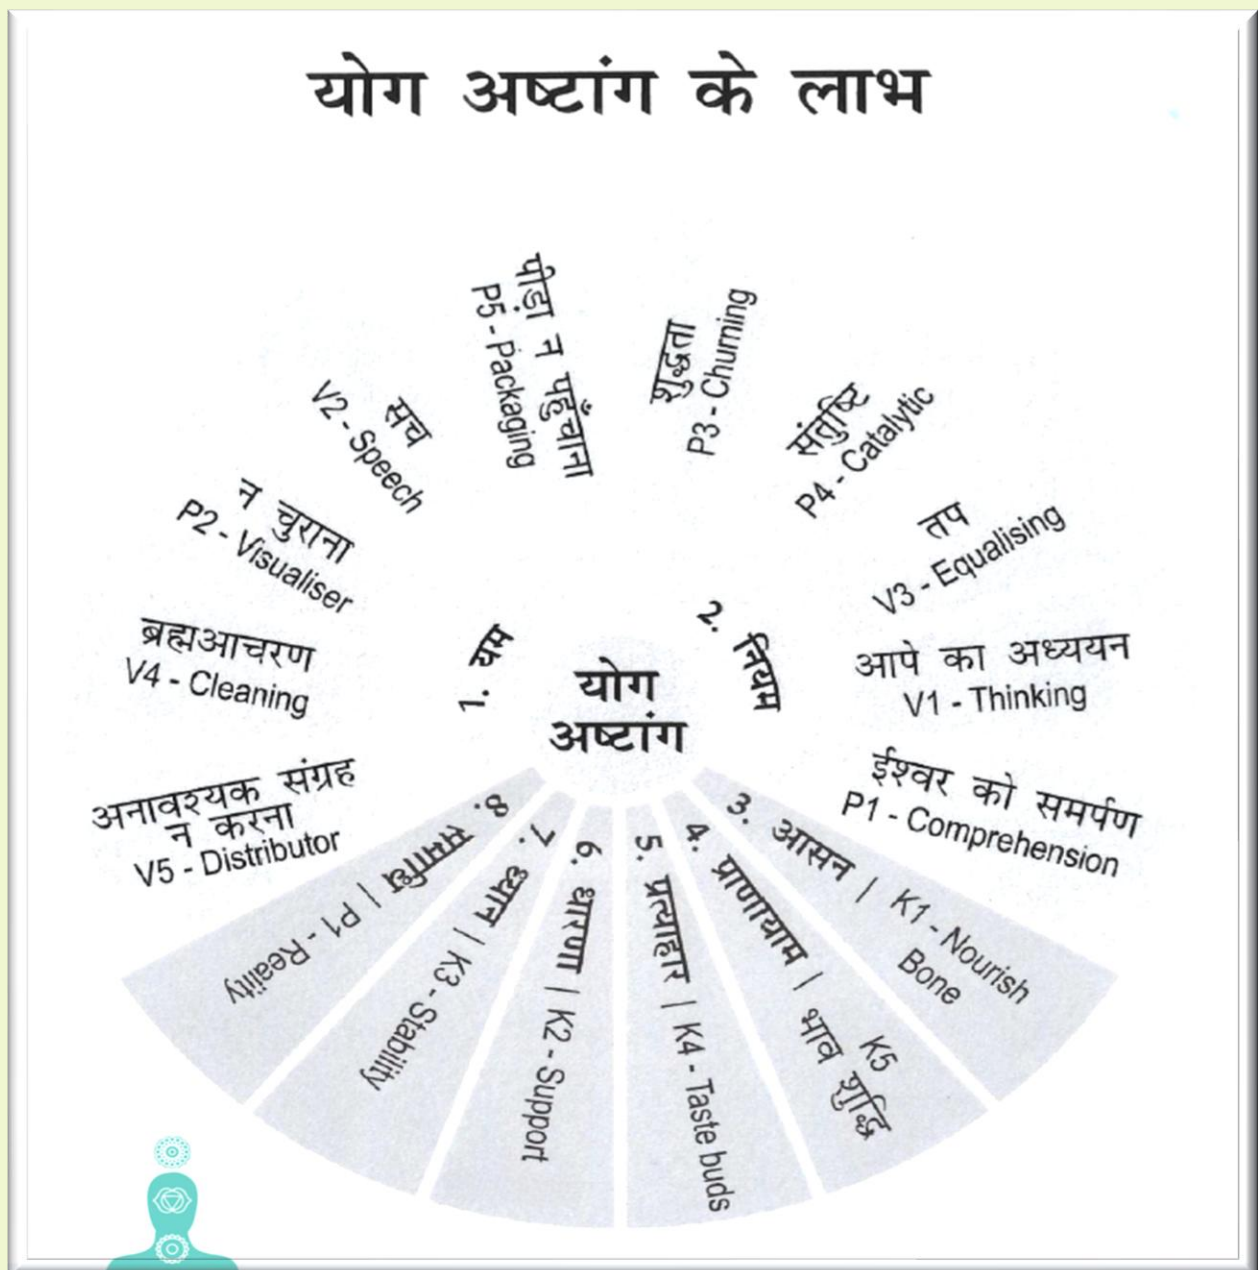 योग अष्टांग के लाभ
योग
अष्टांग
1. यम
पीड़ा न पहुँचाना
P5 - Packaging
सच
V2 - Speech
न चुराना
P2 - Visualiser
ब्रह्मआचरण
V4 - Cleaning
अनावश्यक संग्रह
न करना
V5 - Distributor
2. नियम
शुद्धता
P3 - Churning
संतुष्टि
P4 - Catalytic
तप
V3 - Equalising
आपे का अध्ययन
V1 - Thinking
ईश्वर को समर्पण
P1 - Comprehension
3. आसन | K1 - Nourish
Bone
4. प्राणायाम | K5
भाव शुद्धि
5. प्रत्याहार | K4 - Taste buds
6. धारणा | K2 - Support
7. ध्यान | K3 - Stability
8. समाधि | P1 - Reality